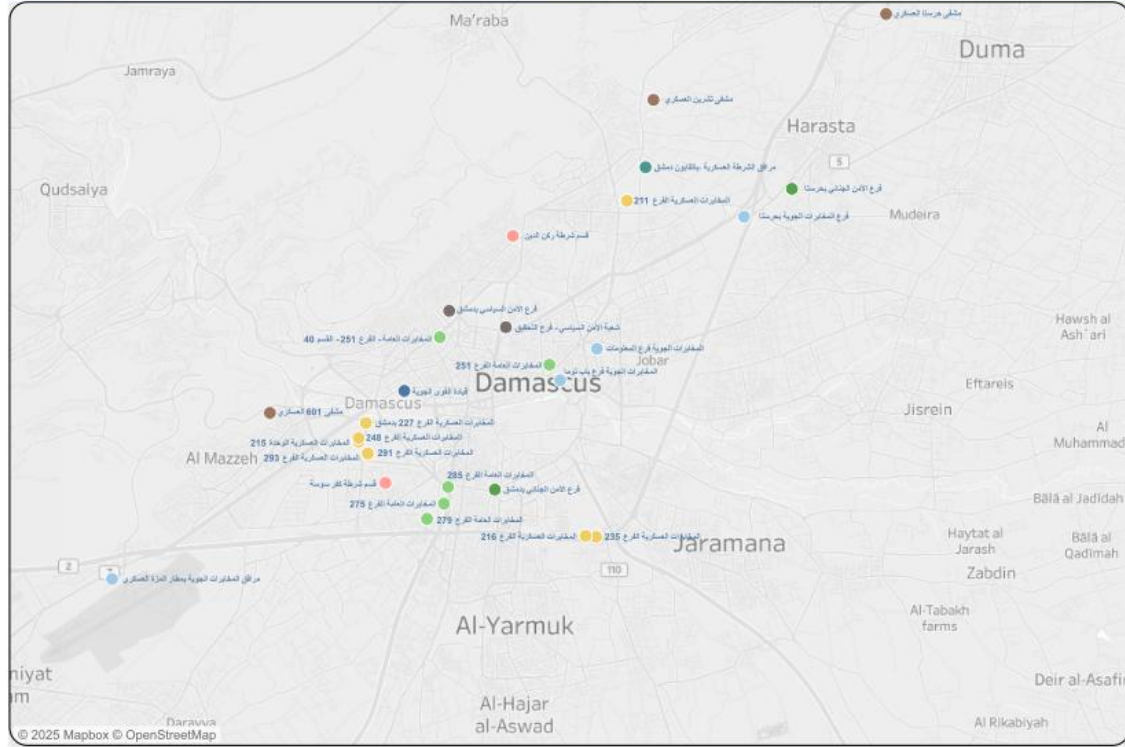 Ma'raba
مشفى حرستا العسكري
Duma
Jamraya
مشفى تشرين العسكري
Harasta
5
مرافق الشرطة العسكرية -بالقابون دمشق
Qudsaiya
فرع الأمن الجنائي بحرستا
المخابرات العسكرية الفرع 211
فرع المخابرات الجوية بحرستا
Mudeira
قسم شرطة ركن الدين
فرع الأمن السياسي بدمشق
شعبة الأمن السياسي- فرع التحقيق
Hawsh al
Ash`ari
المخابرات العامة - الفرع 251- القسم 40
المخابرات الجوية فرع المعلومات
Jobar
المخابرات العامة الفرع 251
المخابرات الجوية فرع باب توما
Damascus
Eftareis
قيادة القوى الجوية
Damascus
Jisrein
مشفى 601 العسكري
المخابرات العسكرية الفرع 227 بدمشق
المخابرات العسكرية الفرع 248
المخابرات العسكرية الوحدة 215
Al
Muhammad
المخابرات العسكرية الفرع 291
المخابرات العسكرية الفرع 293
Al Mazzeh
المخابرات العامة الفرع 285
قسم شرطة كفر سوسة
فرع الأمن الجنائي بدمشق
المخابرات العامة الفرع 275
Bālā al Jadīdah
المخابرات العامة الفرع 279
المخابرات العسكرية الفرع 216
المخابرات العسكرية الفرع 235
Jaramana
Haytat al
Jarash
Bālā al
Qadīmah
2
110
Zabdin
مرافق المخابرات الجوية بمطار المزة العسكري
Al-Yarmuk
Al-Tabakh
farms
niyat
am
Deir al-Asafir
Al-Hajar
al-Aswad
Darayya
Al Rikabiyah
© 2025 Mapbox © OpenStreetMap